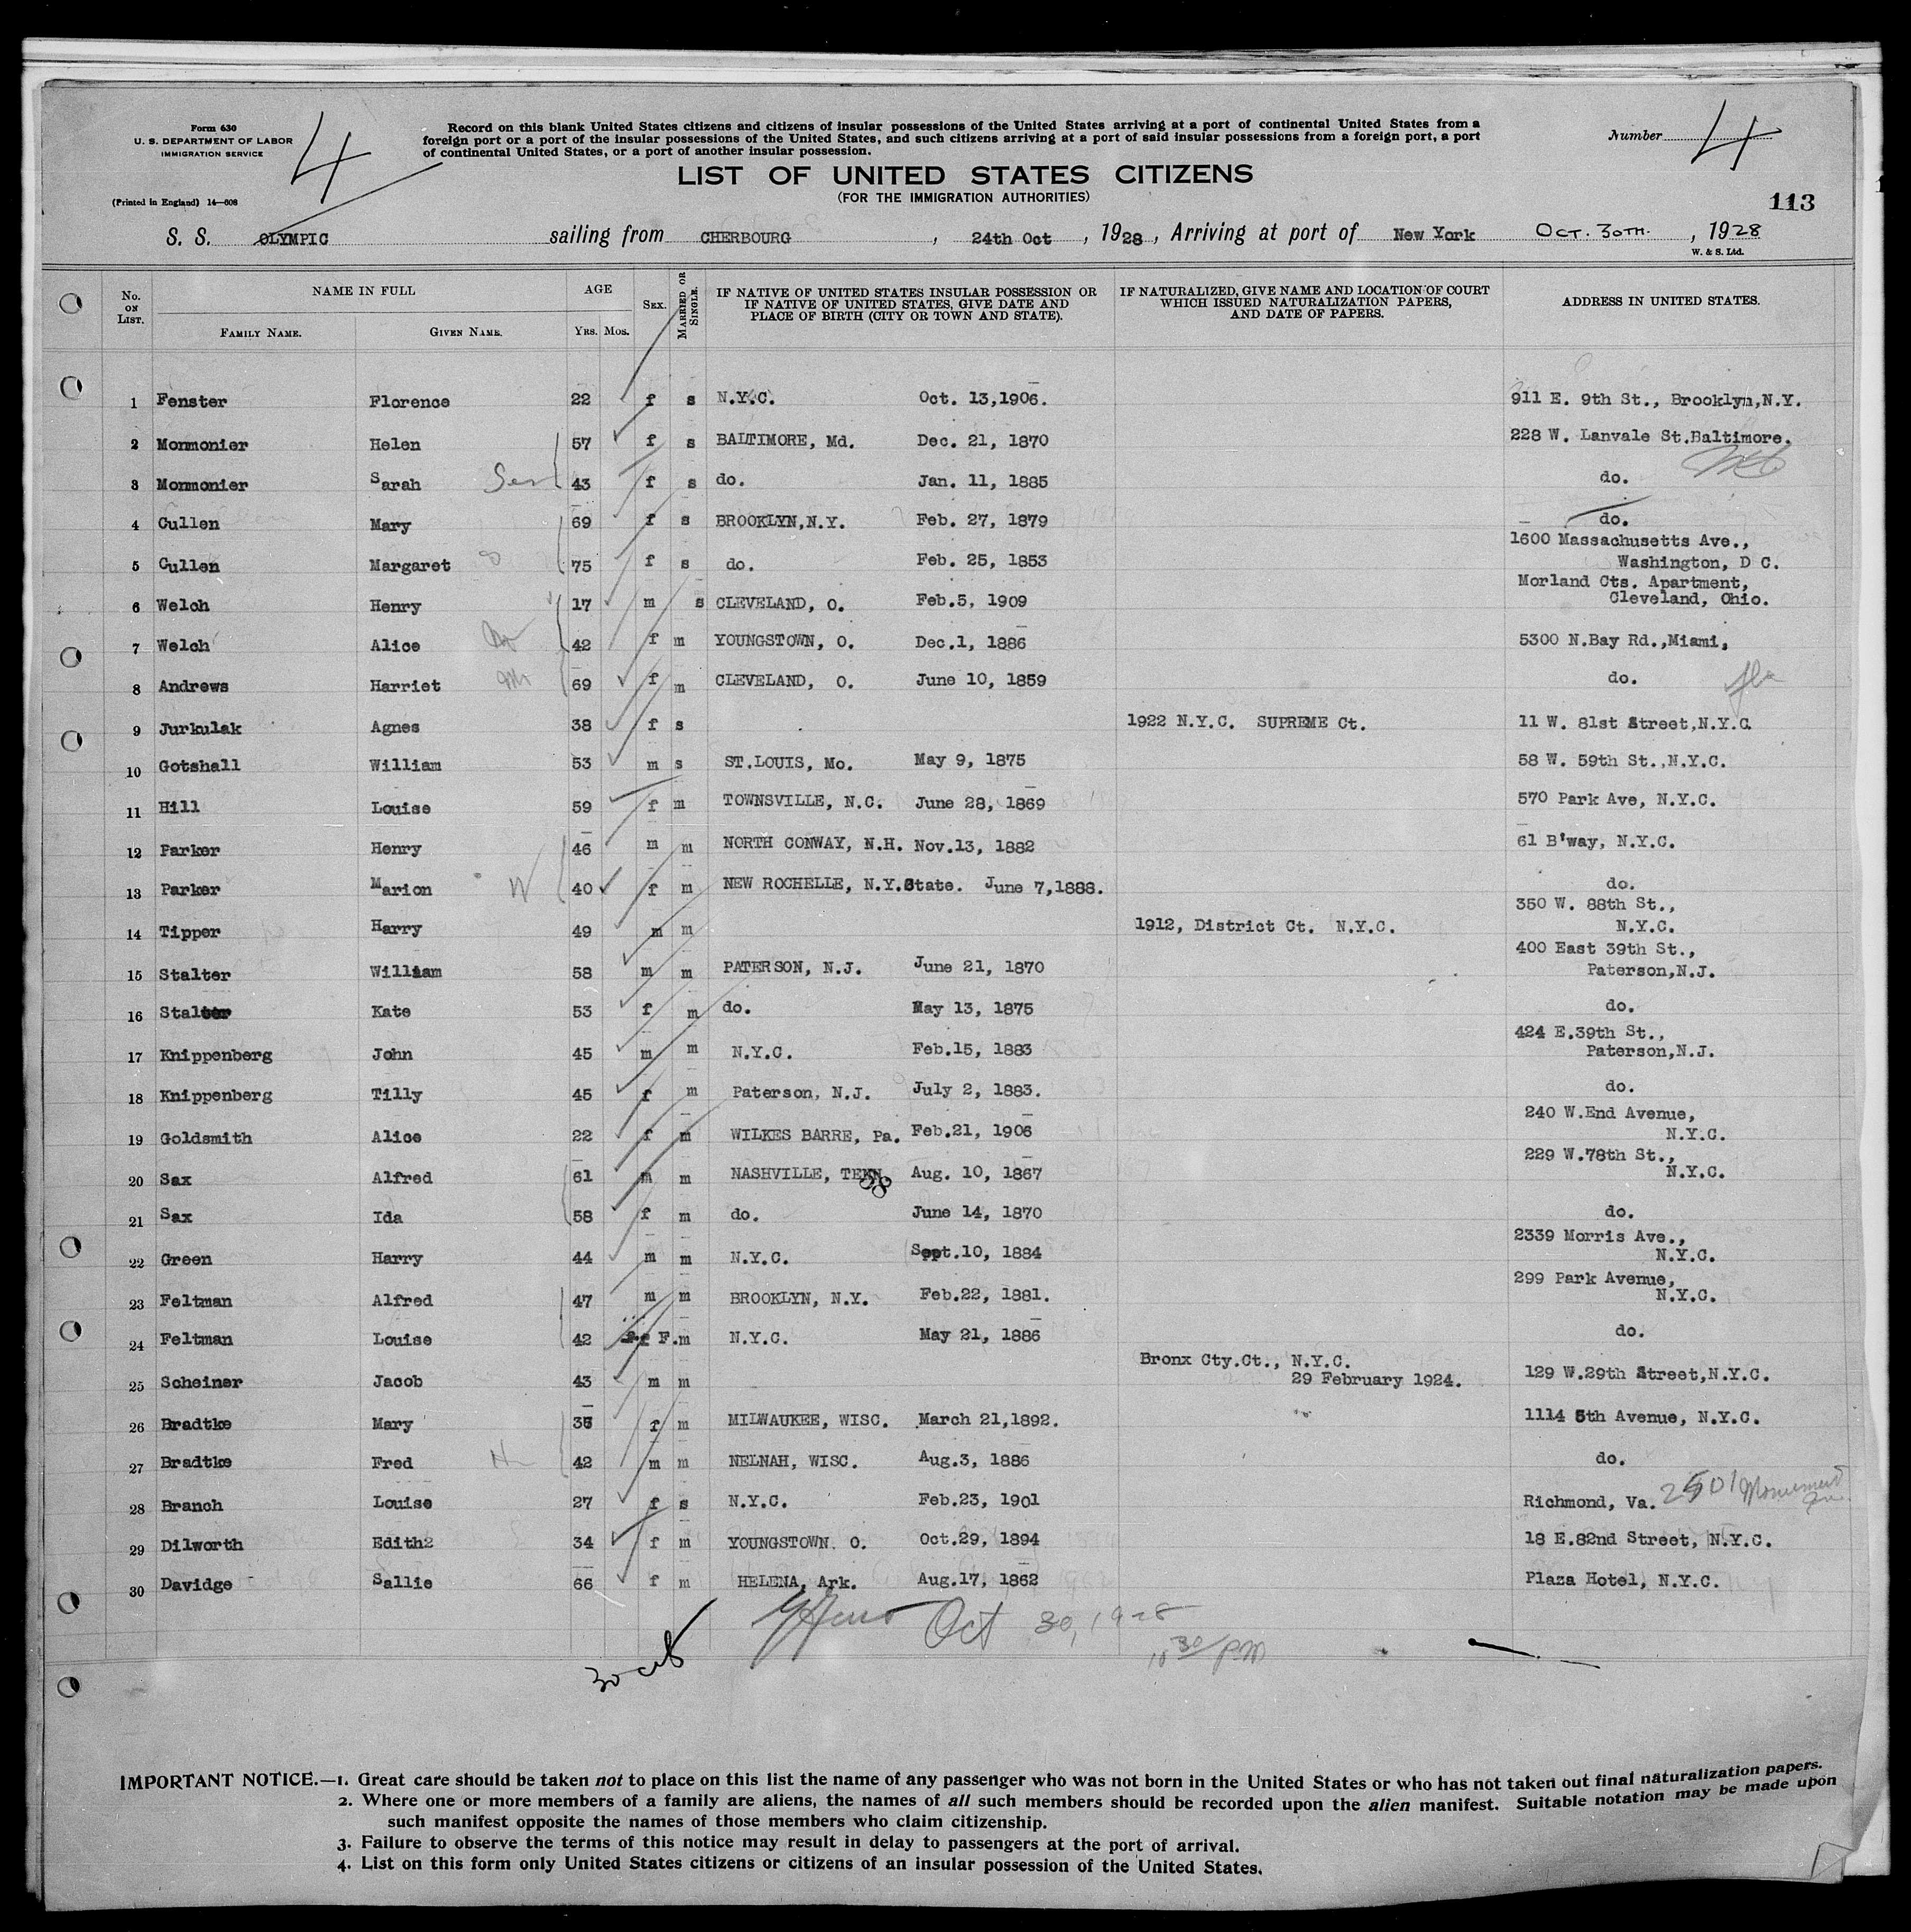 Form 630
U. S. DEPARTMENT OF LABOR
IMMIGRATION SERVICE
(Printed in England) 14—608
4
Record on this blank United States citizens and citizens of insular possessions of the United States arriving at a port of continental United States from a
foreign port or a port of the insular possessions of the United States, and such citizens arriving at a port of said insular possessions from a foreign port, a port
of continental United States, or a port of another insular possession.
Number 4
LIST OF UNITED STATES CITIZENS
(FOR THE IMMIGRATION AUTHORITIES)
113
S. S. OLYMPIC sailing from CHERBOURG, 24th Oct, 1928, Arriving at port of New York OCT. 30TH., 1928
W. & S. Ltd.
No. ON LIST. NAME IN FULL FAMILY NAME. GIVEN NAME. AGE YRS. MOS. SEX. MARRIED OR SINGLE. IF NATIVE OF UNITED STATES INSULAR POSSESSION OR IF NATIVE OF UNITED STATES, GIVE DATE AND PLACE OF BIRTH (CITY OR TOWN AND STATE). IF NATURALIZED, GIVE NAME AND LOCATION OF COURT WHICH ISSUED NATURALIZATION PAPERS, AND DATE OF PAPERS. ADDRESS IN UNITED STATES.
1 Fenster Florence 22 f s N.Y.C. Oct. 13,1906. 911 E. 9th St., Brooklyn,N.Y.
2 Mormonier Helen 57 f s BALTIMORE, Md. Dec. 21, 1870 228 W. Lanvale St.Baltimore.
3 Mormonier Sarah 43 f s do. Jan. 11, 1885 do.
4 Cullen Mary 69 f s BROOKLYN,N.Y. Feb. 27, 1879 do.
5 Cullen Margaret 75 f s do. Feb. 25, 1853 1600 Massachusetts Ave.,
Washington, D C.
6 Welch Henry 17 m s CLEVELAND, O. Feb.5, 1909 Morland Cts. Apartment,
Cleveland, Ohio.
7 Welch Alice 42 f m YOUNGSTOWN, O. Dec.1, 1886 5300 N.Bay Rd.,Miami,
8 Andrews Harriet 69 f m CLEVELAND, O. June 10, 1859 do. Fla
9 Jurkulak Agnes 38 f s 1922 N.Y.C. SUPREME Ct. 11 W. 81st Street,N.Y.C.
10 Gotshall William 53 m s ST.LOUIS, Mo. May 9, 1875 58 W. 59th St.,N.Y.C.
11 Hill Louise 59 f m TOWNSVILLE, N.C. June 28, 1869 570 Park Ave, N.Y.C.
12 Parker Henry 46 m m NORTH CONWAY, N.H. Nov.13, 1882 61 B'way, N.Y.C.
13 Parker Marion W 40 f m NEW ROCHELLE, N.Y.State. June 7,1888. do.
14 Tipper Harry 49 m m 1912, District Ct. N.Y.C. 350 W. 88th St.,
N.Y.C.
15 Stalter William 58 m m PATERSON, N.J. June 21, 1870 400 East 39th St.,
Paterson,N.J.
16 Stalter Kate 53 f m do. May 13, 1875 do.
17 Knippenberg John 45 m m N.Y.C. Feb.15, 1883 424 E.39th St.,
Paterson,N.J.
18 Knippenberg Tilly 45 f m Paterson, N.J. July 2, 1883. do.
19 Goldsmith Alice 22 f m WILKES BARRE, Pa. Feb.21, 1906 240 W.End Avenue,
N.Y.C.
20 Sax Alfred 61 m m NASHVILLE, TENN. Aug. 10, 1867 229 W.78th St.,
N.Y.C.
21 Sax Ida 58 f m do. June 14, 1870 do.
22 Green Harry 44 m m N.Y.C. Sept.10, 1884 2339 Morris Ave.,
N.Y.C.
23 Feltman Alfred 47 m m BROOKLYN, N.Y. Feb.22, 1881. 299 Park Avenue,
N.Y.C.
24 Feltman Louise 42 F.m N.Y.C. May 21, 1886 do.
25 Scheiner Jacob 43 m m Bronx Cty.Ct., N.Y.C.
29 February 1924. 129 W.29th Street,N.Y.C.
26 Bradtke Mary f m MILWAUKEE, WISC. March 21,1892. 1114 5th Avenue, N.Y.C.
27 Bradtke Fred H 42 m m NELNAH, WISC. Aug.3, 1886 do.
28 Branch Louise 27 f s N.Y.C. Feb.23, 1901 Richmond, Va. 2501 Monument Ave.
29 Dilworth Edith2 34 f m YOUNGSTOWN. O. Oct.29, 1894 18 E.82nd Street, N.Y.C.
30 Davidge Sallie 66 f m HELENA, Ark. Aug.17, 1862 Plaza Hotel, N.Y.C.
Oct 30, 1928
30 PM
30
IMPORTANT NOTICE.—1. Great care should be taken not to place on this list the name of any passenger who was not born in the United States or who has not taken out final naturalization papers.
2. Where one or more members of a family are aliens, the names of all such members should be recorded upon the alien manifest. Suitable notation may be made upon
such manifest opposite the names of those members who claim citizenship.
3. Failure to observe the terms of this notice may result in delay to passengers at the port of arrival.
4. List on this form only United States citizens or citizens of an insular possession of the United States.